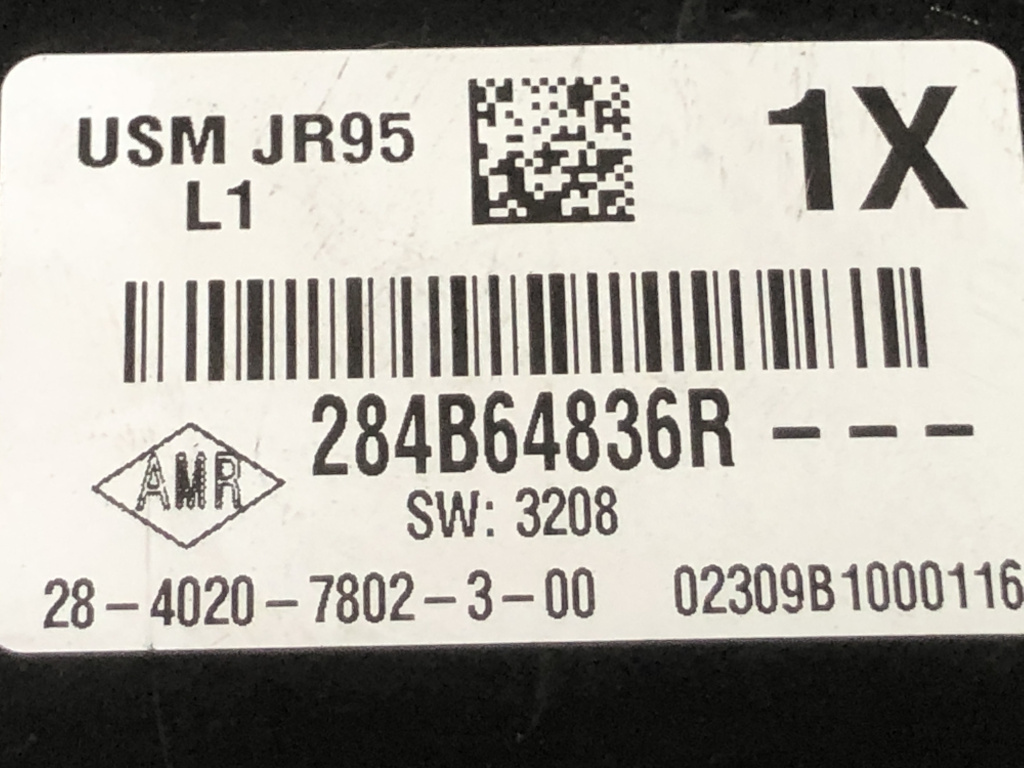 USM JR95
L1
1X
284B64836R ---
AMR
SW: 3208
28-4020-7802-3-00
02309B1000116